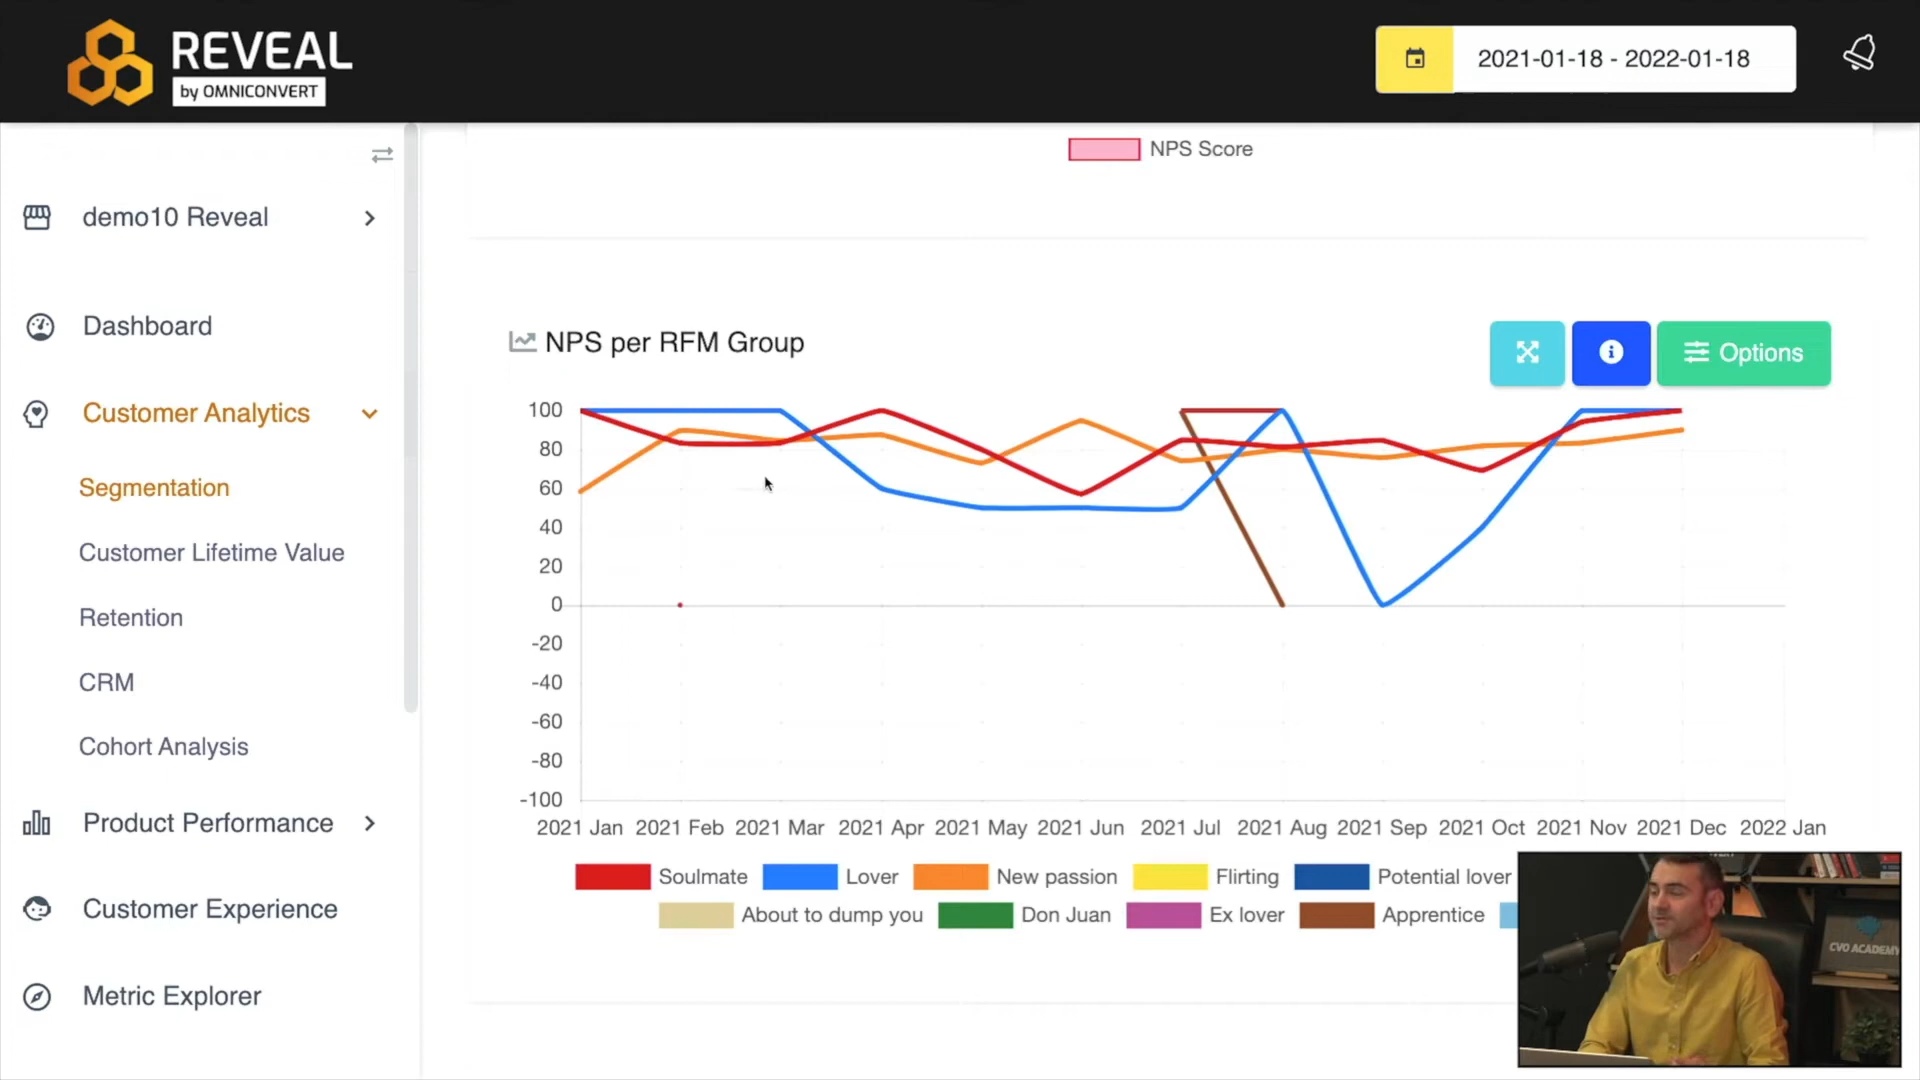 REVEAL
by OMNICONVERT
2021-01-18 - 2022-01-18
NPS Score
demo10 Reveal
Dashboard
Customer Analytics
Segmentation
Customer Lifetime Value
Retention
CRM
Cohort Analysis
Product Performance
Customer Experience
Metric Explorer
NPS per RFM Group
Options
100
80
60
40
20
0
-20
-40
-60
-80
-100
2021 Jan 2021 Feb 2021 Mar 2021 Apr 2021 May 2021 Jun 2021 Jul 2021 Aug 2021 Sep 2021 Oct 2021 Nov 2021 Dec 2022 Jan
Soulmate Lover New passion Flirting Potential lover
About to dump you Don Juan Ex lover Apprentice
CVO ACADEMY